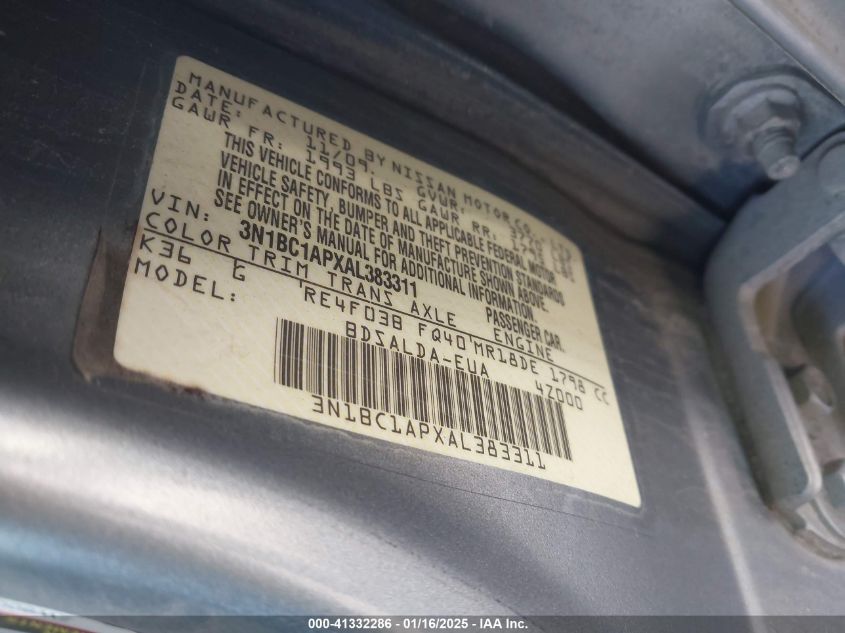 MANUFACTURED BY NISSAN MOTOR CO., LTD
DATE: 11/09 GVWR:
GAWR FR: 1993 LBS GAWR RR:
THIS VEHICLE CONFORMS TO ALL APPLICABLE FEDERAL MOTOR
VEHICLE SAFETY, BUMPER AND THEFT PREVENTION STANDARDS
IN EFFECT ON THE DATE OF MANUFACTURE SHOWN ABOVE.
SEE OWNER'S MANUAL FOR ADDITIONAL INFORMATION.
VIN: 3N1BC1APXAL383311 PASSENGER CAR.
COLOR TRIM TRANS AXLE ENGINE
K36 G RE4F03B FQ40 MR18DE 1798 CC
MODEL: BDSALDA-EUA 4Z000
3N1BC1APXAL383311
000-41332286 - 01/16/2025 - IAA Inc.